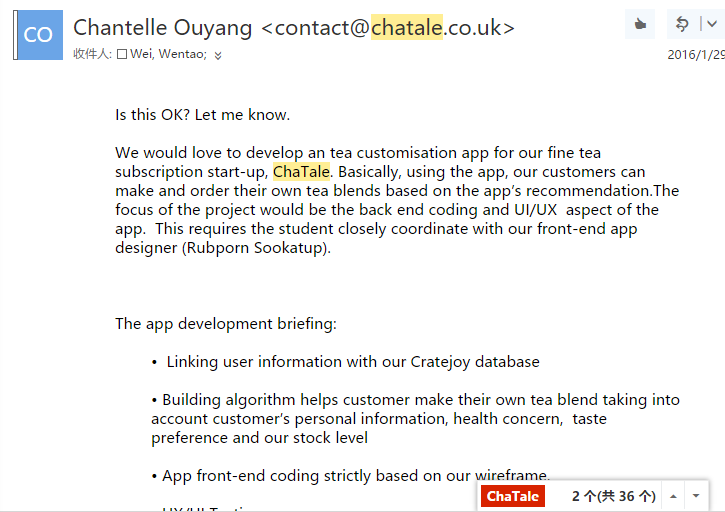 CO
Chantelle Ouyang <contact@chatale.co.uk>
收件人: Wei, Wentao;
2016/1/29
Is this OK? Let me know.
We would love to develop an tea customisation app for our fine tea
subscription start-up, ChaTale. Basically, using the app, our customers can
make and order their own tea blends based on the app's recommendation.The
focus of the project would be the back end coding and UI/UX  aspect of the
app.  This requires the student closely coordinate with our front-end app
designer (Rubporn Sookatup).
The app development briefing:
•  Linking user information with our Cratejoy database
• Building algorithm helps customer make their own tea blend taking into
account customer's personal information, health concern,  taste
preference and our stock level
• App front-end coding strictly based on our wireframe.
ChaTale 2 个(共 36 个)